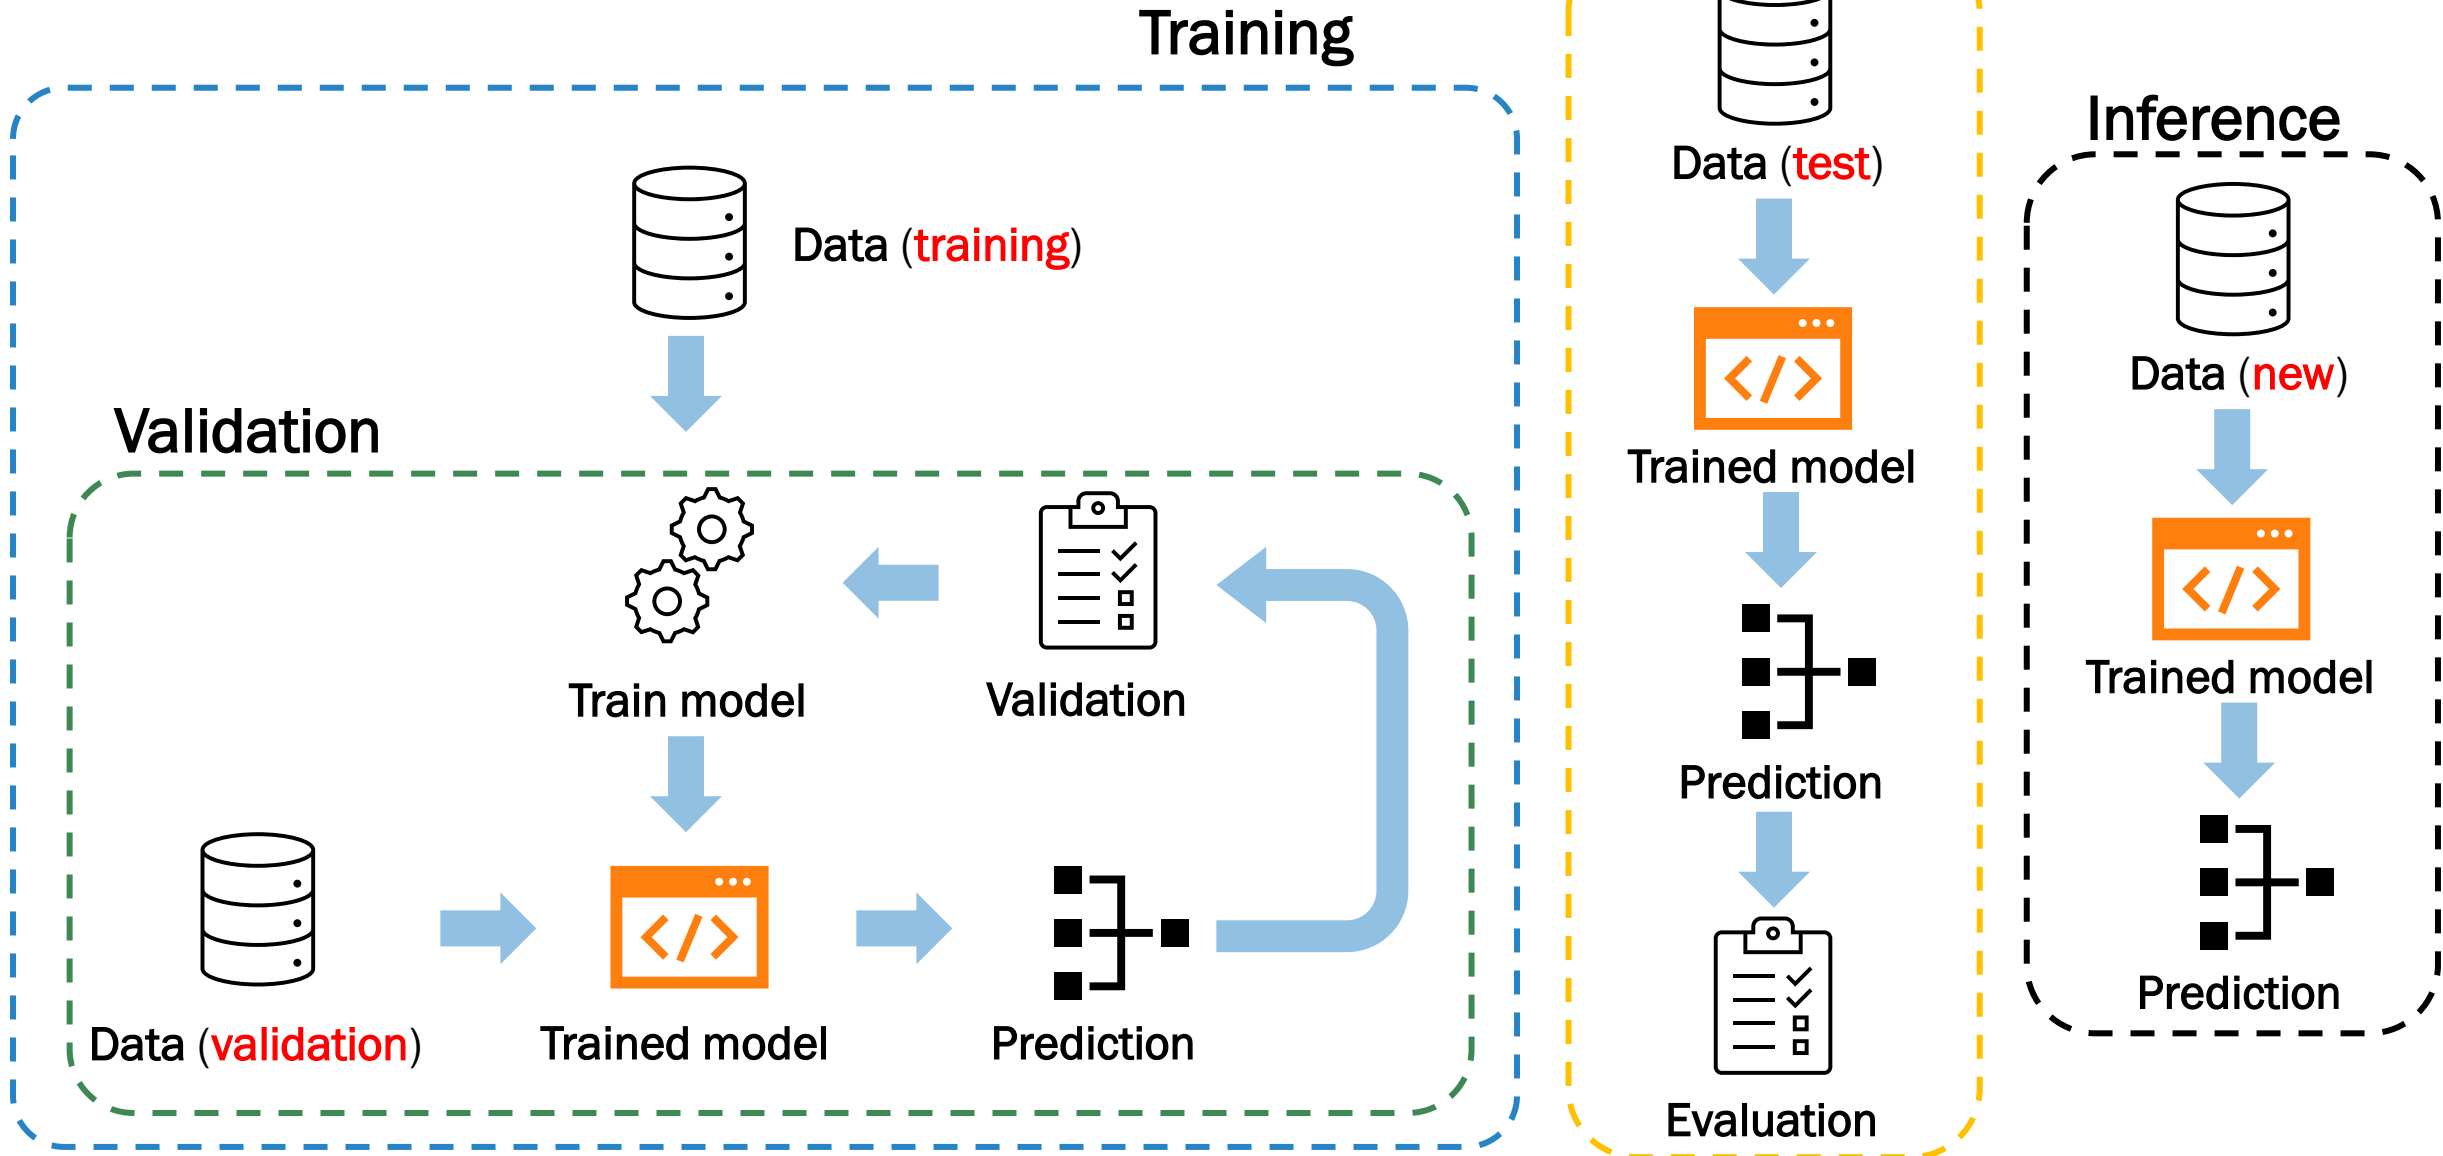 Training
Data (training)
Validation
Train model
Validation
Data (validation)
Trained model
Prediction
Data (test)
Trained model
Prediction
Evaluation
Inference
Data (new)
Trained model
Prediction